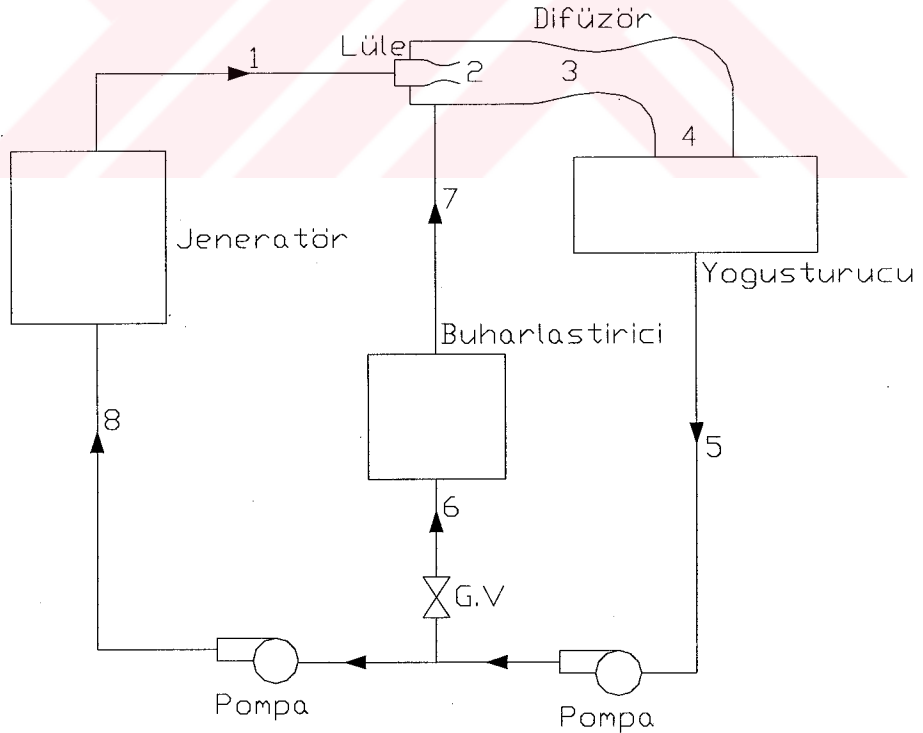 Difüzör
Lüle
1
2
3
4
7
Jeneratör
Yogusturucu
Buharlastirici
8
5
6
G.V
Pompa
Pompa